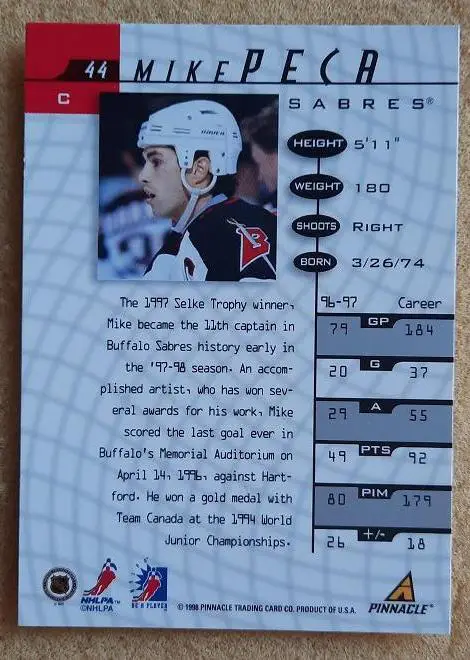 44 MIKE PECA
C
SABRES®
HEIGHT 5'11"
WEIGHT 180
SHOOTS RIGHT
BORN 3/26/74
BAUER
The 1997 Selke Trophy winner,
Mike became the 11th captain in
Buffalo Sabres history early in
the '97-98 season. An accom-
plished artist, who has won sev-
eral awards for his work, Mike
scored the last goal ever in
Buffalo's Memorial Auditorium on
April 14, 1996, against Hart-
ford. He won a gold medal with
Team Canada at the 1994 World
Junior Championships.
96-97 Career
79 GP 184
20 G 37
29 A 55
49 PTS 92
80 PIM 179
26 +/- 18
NHLPA™
©NHLPA
BE A PLAYER
© 1998 PINNACLE TRADING CARD CO. PRODUCT OF U.S.A.
PINNACLE®